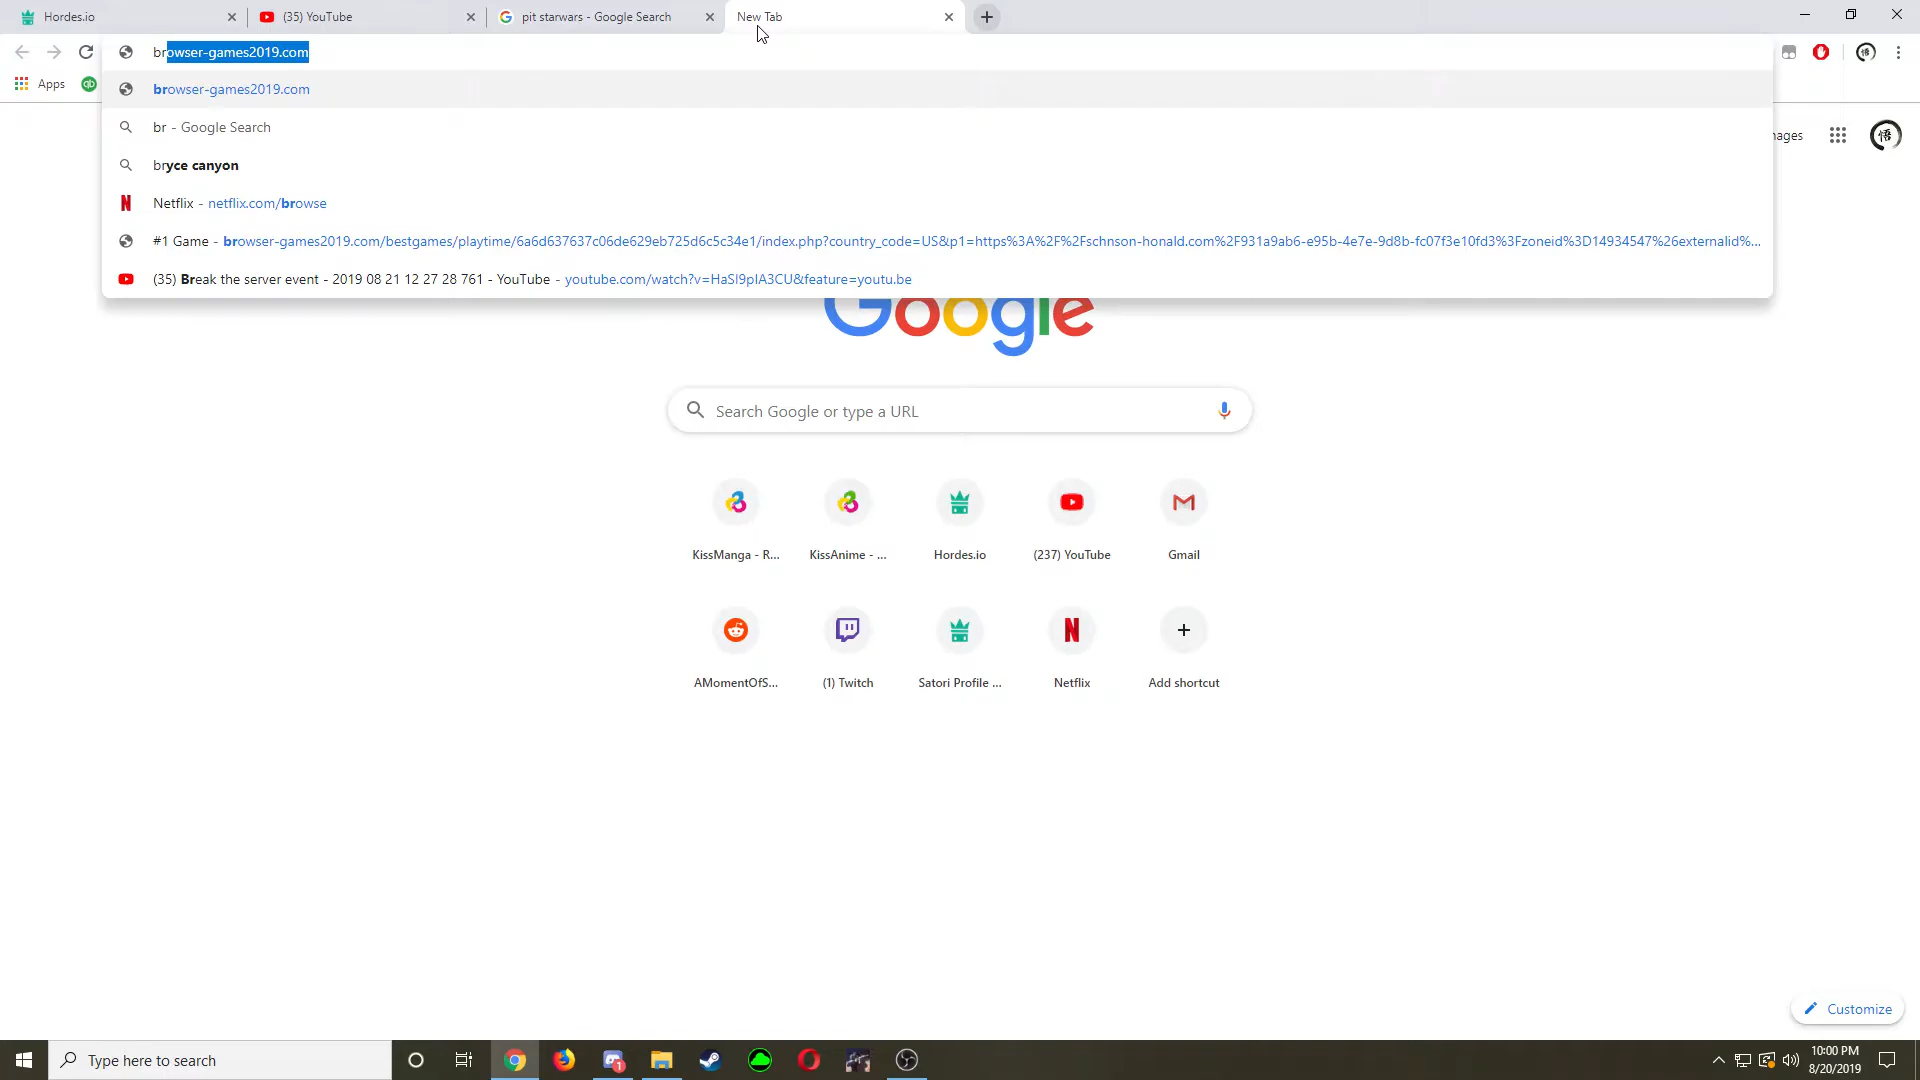 Hordes.io
(35) YouTube
pit starwars - Google Search
New Tab
browser-games2019.com
Apps
browser-games2019.com
br - Google Search
bryce canyon
Netflix - netflix.com/browse
#1 Game - browser-games2019.com/bestgames/playtime/6a6d637637c06de629eb725d6c5c34e1/index.php?country_code=US&p1=https%3A%2F%2Fschnson-honald.com%2F931a9ab6-e95b-4e7e-9d8b-fc07f3e10fd3%3Fzoneid%3D14934547%26externalid%...
(35) Break the server event - 2019 08 21 12 27 28 761 - YouTube - youtube.com/watch?v=HaSl9pIA3CU&feature=youtu.be
ages
Google
Search Google or type a URL
KissManga - R...
KissAnime - ...
Hordes.io
(237) YouTube
Gmail
AMomentOfS...
(1) Twitch
Satori Profile ...
Netflix
Add shortcut
Customize
Type here to search
10:00 PM
8/20/2019